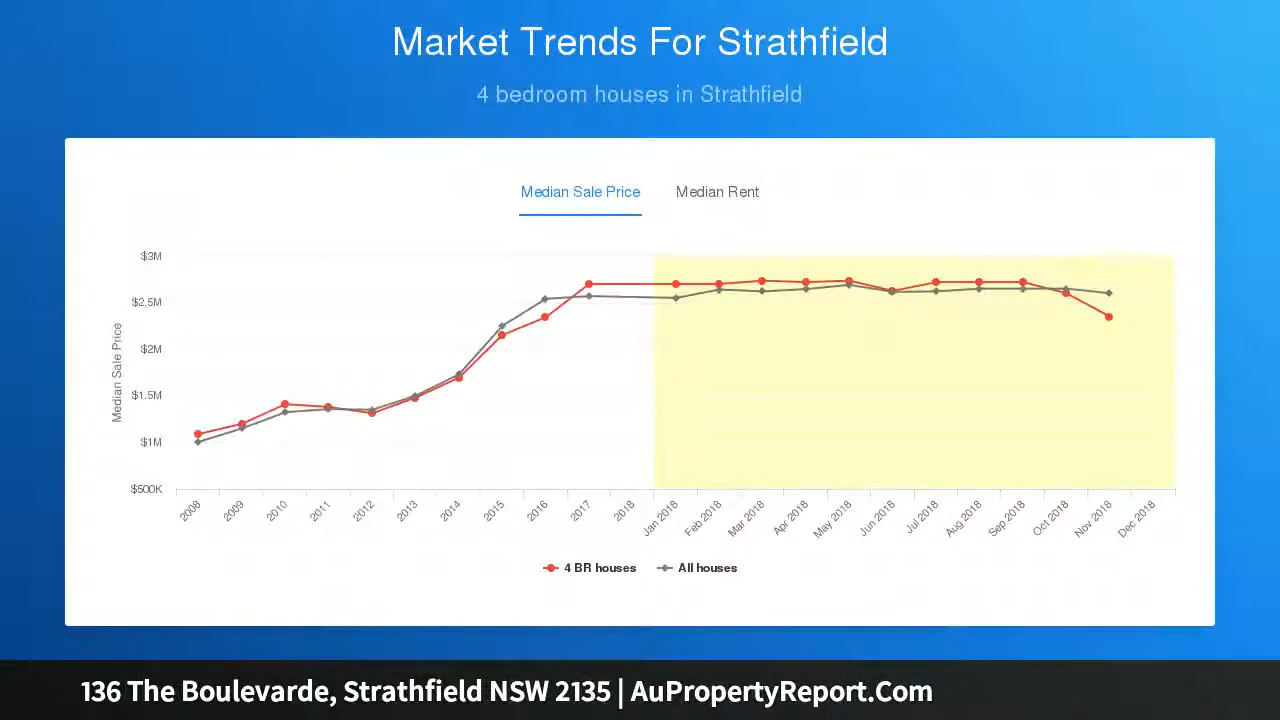 Market Trends For Strathfield
4 bedroom houses in Strathfield
Median Sale Price Median Rent
Median Sale Price
$3M
$2.5M
$2M
$1.5M
$1M
$500K
2008 2009 2010 2011 2012 2013 2014 2015 2016 2017 2018 Jan 2018 Feb 2018 Mar 2018 Apr 2018 May 2018 Jun 2018 Jul 2018 Aug 2018 Sep 2018 Oct 2018 Nov 2018 Dec 2018
4 BR houses All houses
136 The Boulevarde, Strathfield NSW 2135 | AuPropertyReport.Com